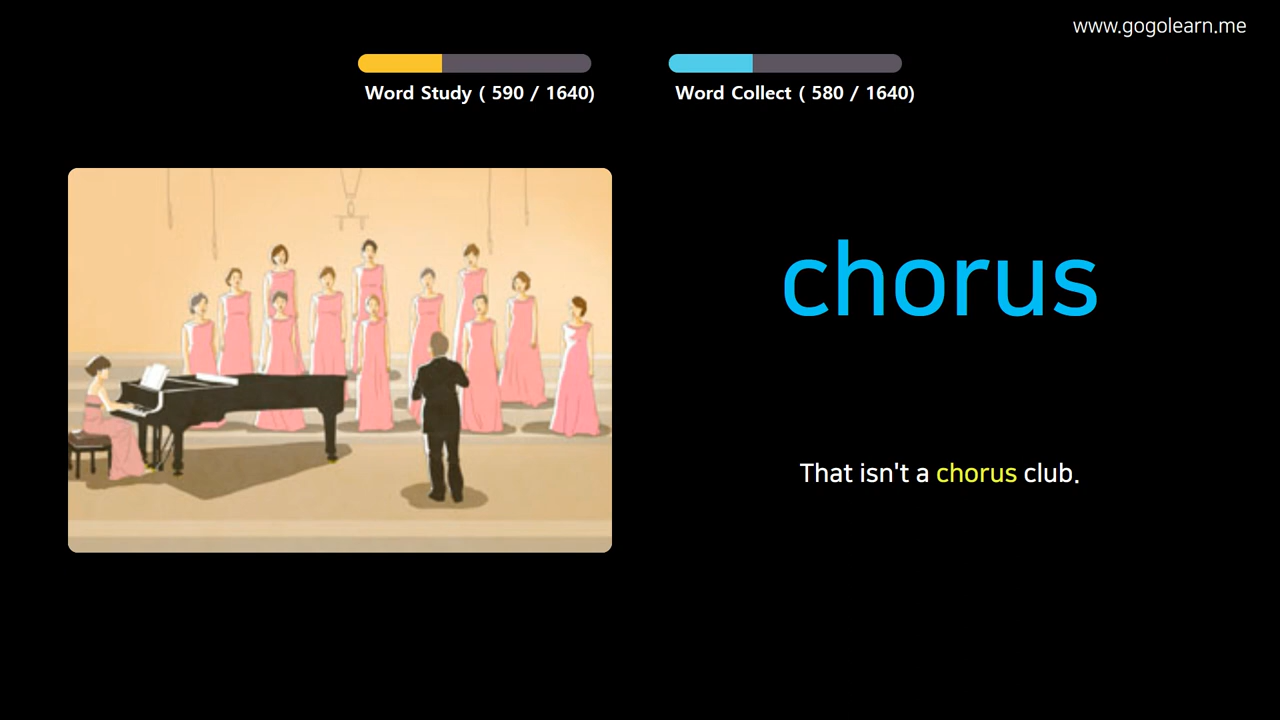 www.gogolearn.me
Word Study ( 590 / 1640)
Word Collect ( 580 / 1640)
chorus
That isn't a chorus club.